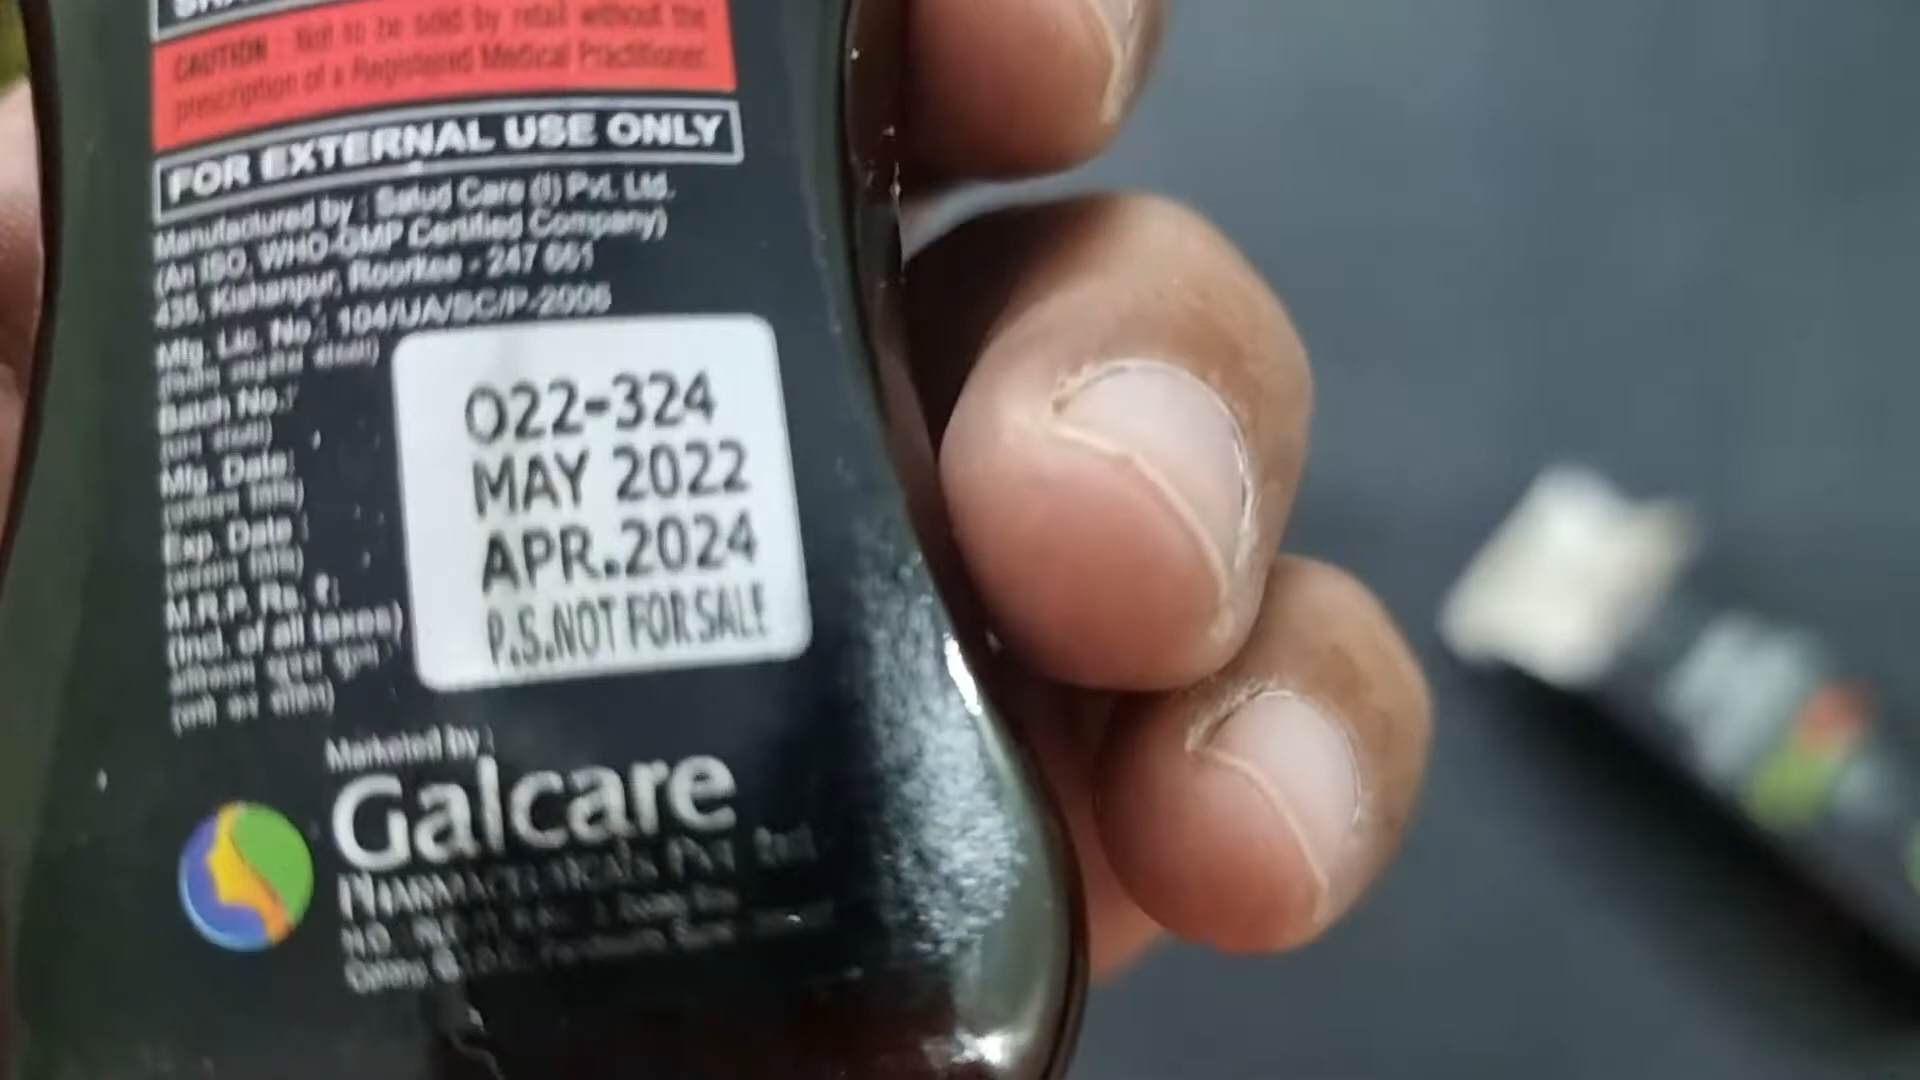 CAUTION : Not to be sold by retail without the
prescription of a Registered Medical Practitioner.
FOR EXTERNAL USE ONLY
Manufactured by : Salud Care (I) Pvt. Ltd.
(An ISO, WHO-GMP Certified Company)
435, Kishanpur, Roorkee - 247 661
Mfg. Lic. No.: 104/UA/SC/P-2006
Batch No.:
O22-324
Mfg. Date:
MAY 2022
Exp. Date :
APR.2024
M.R.P. Rs. :
P.S.NOT FOR SALE
(Incl. of all taxes)
Marketed by :
Galcare
Pharmaceuticals Pvt